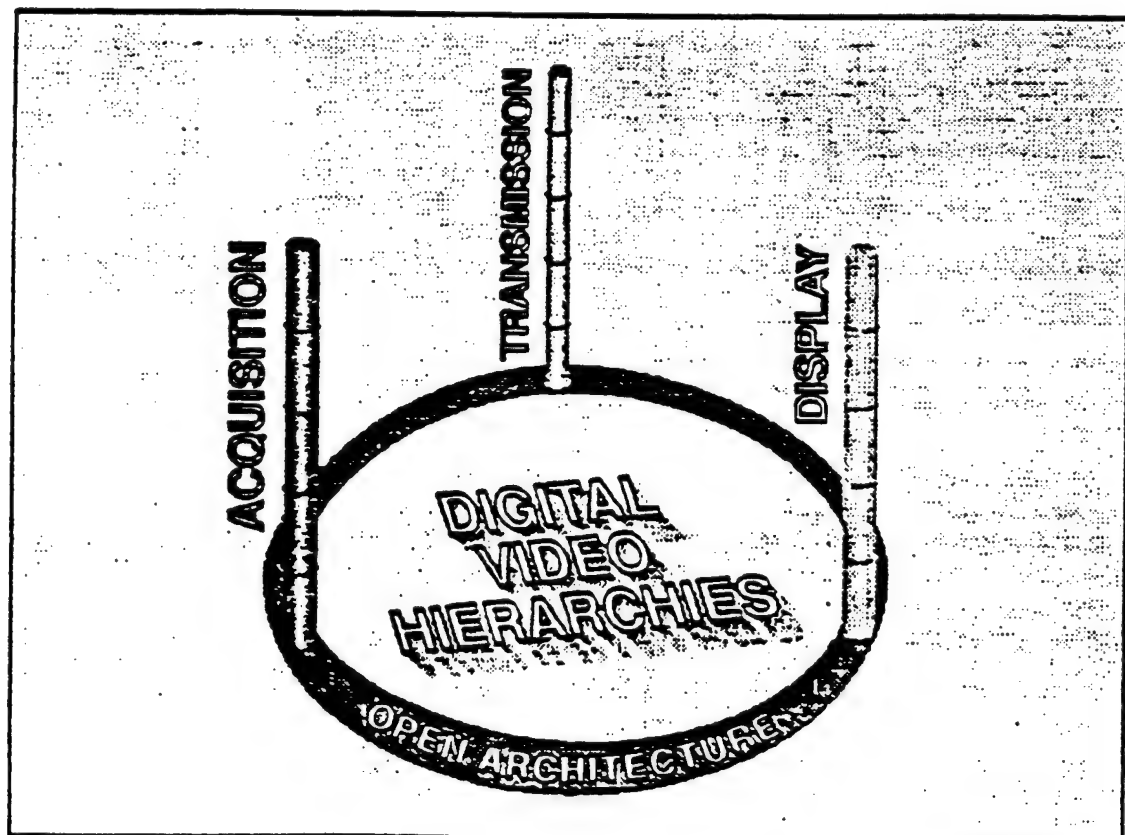 TRANSMISSION
ACQUISITION
DISPLAY
DIGITAL
VIDEO
HIERARCHIES
OPEN ARCHITECTURE